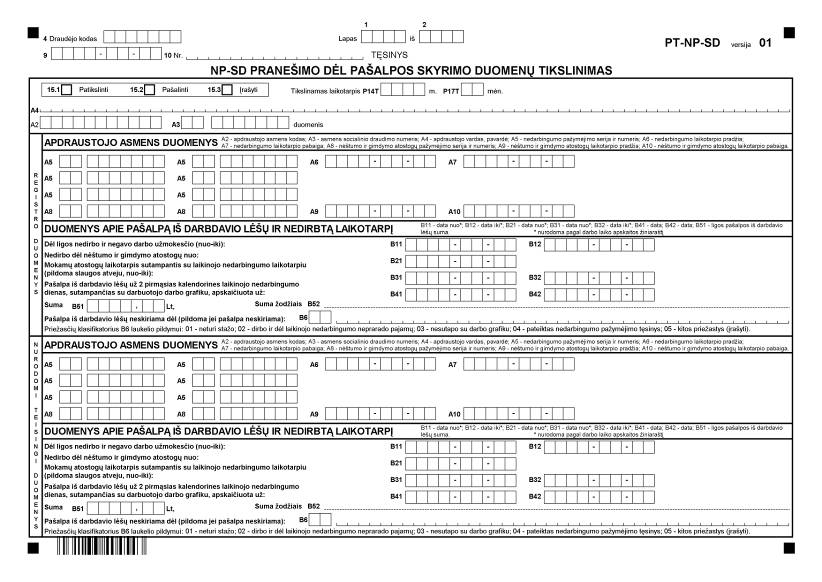 1 2
4 Draudėjo kodas Lapas iš
PT-NP-SD versija 01
9 - - 10 Nr. TĘSINYS
NP-SD PRANEŠIMO DĖL PAŠALPOS SKYRIMO DUOMENŲ TIKSLINIMAS
15.1 Patikslinti 15.2 Pašalinti 15.3 Įrašyti Tikslinamas laikotarpis P14T m. P17T mėn.
A4
A2 A3 duomenis
REGISTRO DUOMENYS
APDRAUSTOJO ASMENS DUOMENYS
A2 - apdraustojo asmens kodas; A3 - asmens socialinio draudimo numeris; A4 - apdraustojo vardas, pavardė; A5 - nedarbingumo pažymėjimo serija ir numeris; A6 - nedarbingumo laikotarpio pradžia;
A7 - nedarbingumo laikotarpio pabaiga; A8 - nėštumo ir gimdymo atostogų pažymėjimo serija ir numeris; A9 - nėštumo ir gimdymo atostogų laikotarpio pradžia; A10 - nėštumo ir gimdymo atostogų laikotarpio pabaiga.
A5 A5 A6 - - A7 - -
A5 A5
A5 A5
A8 A8 A9 - - A10 - -
DUOMENYS APIE PAŠALPĄ IŠ DARBDAVIO LĖŠŲ IR NEDIRBTĄ LAIKOTARPĮ
B11 - data nuo*; B12 - data iki*; B21 - data nuo*; B31 - data nuo*; B32 - data iki*; B41 - data; B42 - data; B51 - ligos pašalpos iš darbdavio
lėšų suma * nurodoma pagal darbo laiko apskaitos žiniaraštį
Dėl ligos nedirbo ir negavo darbo užmokesčio (nuo-iki): B11 - - B12 - -
Nedirbo dėl nėštumo ir gimdymo atostogų nuo: B21 - -
Mokamų atostogų laikotarpis sutampantis su laikinojo nedarbingumo laikotarpiu
(pildoma slaugos atveju, nuo-iki): B31 - - B32 - -
Pašalpa iš darbdavio lėšų už 2 pirmąsias kalendorines laikinojo nedarbingumo
dienas, sutampančias su darbuotojo darbo grafiku, apskaičiuota už: B41 - - B42 - -
Suma B51 , Lt, Suma žodžiais B52
Pašalpa iš darbdavio lėšų neskiriama dėl (pildoma jei pašalpa neskiriama): B6
Priežasčių klasifikatorius B6 laukelio pildymui: 01 - neturi stažo; 02 - dirbo ir dėl laikinojo nedarbingumo neprarado pajamų; 03 - nesutapo su darbo grafiku; 04 - pateiktas nedarbingumo pažymėjimo tęsinys; 05 - kitos priežastys (įrašyti).
NURODOMI TEISINGI DUOMENYS
APDRAUSTOJO ASMENS DUOMENYS
A2 - apdraustojo asmens kodas; A3 - asmens socialinio draudimo numeris; A4 - apdraustojo vardas, pavardė; A5 - nedarbingumo pažymėjimo serija ir numeris; A6 - nedarbingumo laikotarpio pradžia;
A7 - nedarbingumo laikotarpio pabaiga; A8 - nėštumo ir gimdymo atostogų pažymėjimo serija ir numeris; A9 - nėštumo ir gimdymo atostogų laikotarpio pradžia; A10 - nėštumo ir gimdymo atostogų laikotarpio pabaiga.
A5 A5 A6 - - A7 - -
A5 A5
A5 A5
A8 A8 A9 - - A10 - -
DUOMENYS APIE PAŠALPĄ IŠ DARBDAVIO LĖŠŲ IR NEDIRBTĄ LAIKOTARPĮ
B11 - data nuo*; B12 - data iki*; B21 - data nuo*; B31 - data nuo*; B32 - data iki*; B41 - data; B42 - data; B51 - ligos pašalpos iš darbdavio
lėšų suma * nurodoma pagal darbo laiko apskaitos žiniaraštį
Dėl ligos nedirbo ir negavo darbo užmokesčio (nuo-iki): B11 - - B12 - -
Nedirbo dėl nėštumo ir gimdymo atostogų nuo: B21 - -
Mokamų atostogų laikotarpis sutampantis su laikinojo nedarbingumo laikotarpiu
(pildoma slaugos atveju, nuo-iki): B31 - - B32 - -
Pašalpa iš darbdavio lėšų už 2 pirmąsias kalendorines laikinojo nedarbingumo
dienas, sutampančias su darbuotojo darbo grafiku, apskaičiuota už: B41 - - B42 - -
Suma B51 , Lt, Suma žodžiais B52
Pašalpa iš darbdavio lėšų neskiriama dėl (pildoma jei pašalpa neskiriama): B6
Priežasčių klasifikatorius B6 laukelio pildymui: 01 - neturi stažo; 02 - dirbo ir dėl laikinojo nedarbingumo neprarado pajamų; 03 - nesutapo su darbo grafiku; 04 - pateiktas nedarbingumo pažymėjimo tęsinys; 05 - kitos priežastys (įrašyti).